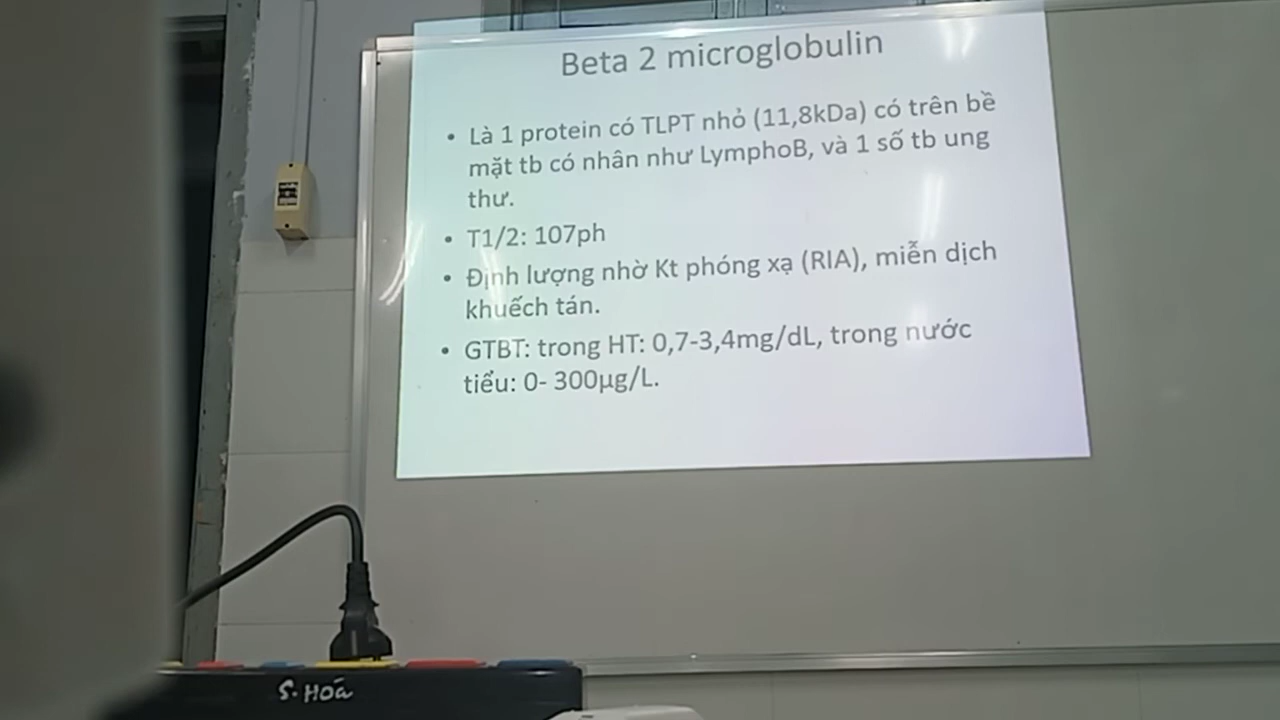 Beta 2 microglobulin
• Là 1 protein có TLPT nhỏ (11,8kDa) có trên bề
mặt tb có nhân như LymphoB, và 1 số tb ung
thư.
• T1/2: 107ph
• Định lượng nhờ Kt phóng xạ (RIA), miễn dịch
khuếch tán.
• GTBT: trong HT: 0,7-3,4mg/dL, trong nước
tiểu: 0- 300µg/L.
S. HOÁ